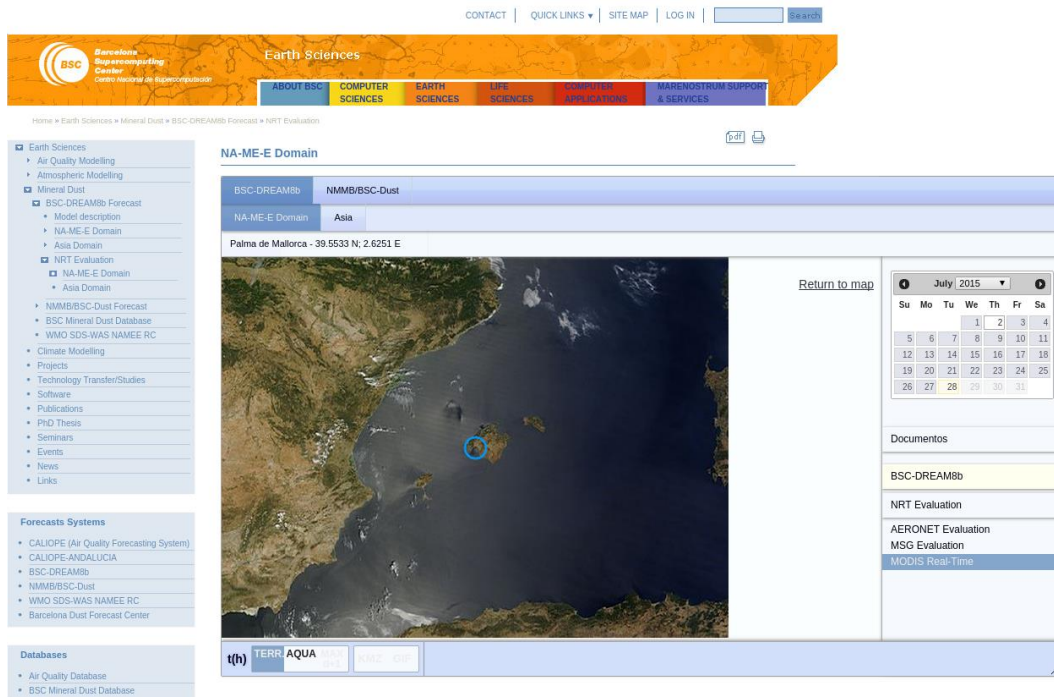 CONTACT
QUICK LINKS ▼
SITE MAP
LOG IN
Search
BSC
Barcelona
Supercomputing
Center
Centro Nacional de Supercomputación
Earth Sciences
ABOUT BSC
COMPUTER
SCIENCES
EARTH
SCIENCES
LIFE
SCIENCES
COMPUTER
APPLICATIONS
MARENOSTRUM SUPPORT
& SERVICES
Home » Earth Sciences » Mineral Dust » BSC-DREAM8b Forecast » NRT Evaluation
Earth Sciences
Air Quality Modelling
Atmospheric Modelling
Mineral Dust
BSC-DREAM8b Forecast
Model description
NA-ME-E Domain
Asia Domain
NRT Evaluation
NA-ME-E Domain
Asia Domain
NMMB/BSC-Dust Forecast
BSC Mineral Dust Database
WMO SDS-WAS NAMEE RC
Climate Modelling
Projects
Technology Transfer/Studies
Software
Publications
PhD Thesis
Seminars
Events
News
Links
Forecasts Systems
CALIOPE (Air Quality Forecasting System)
CALIOPE-ANDALUCIA
BSC-DREAM8b
NMMB/BSC-Dust
WMO SDS-WAS NAMEE RC
Barcelona Dust Forecast Center
Databases
Air Quality Database
BSC Mineral Dust Database
pdf
NA-ME-E Domain
BSC-DREAM8b
NMMB/BSC-Dust
NA-ME-E Domain
Asia
Palma de Mallorca - 39.5533 N; 2.6251 E
Return to map
July 2015 ▼
Su Mo Tu We Th Fr Sa
1 2 3 4
5 6 7 8 9 10 11
12 13 14 15 16 17 18
19 20 21 22 23 24 25
26 27 28 29 30 31
Documentos
BSC-DREAM8b
NRT Evaluation
AERONET Evaluation
MSG Evaluation
MODIS Real-Time
t(h)
TERR
AQUA
KMZ
GIF